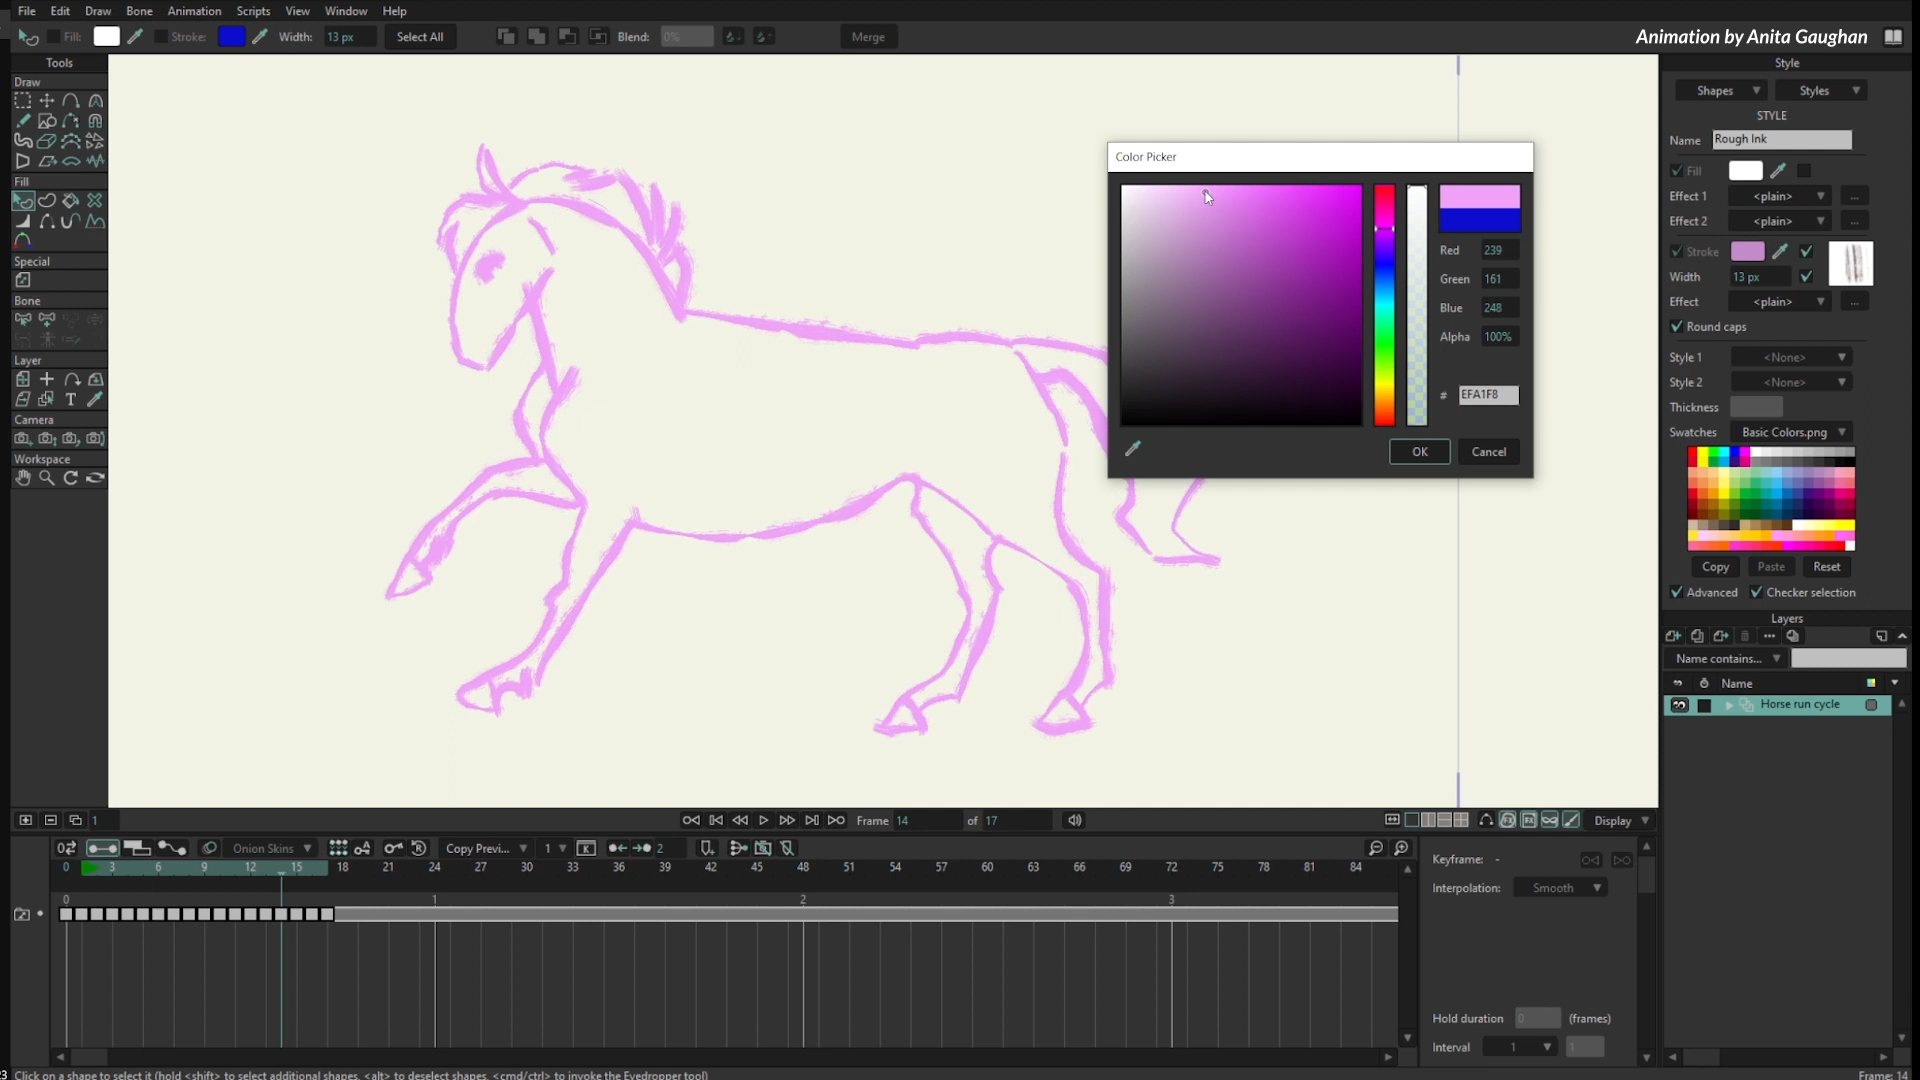 File Edit Draw Bone Animation Scripts View Window Help
Fill: Stroke: Width: 13 px Select All Blend: 0% Merge
Animation by Anita Gaughan
Tools
Draw
Fill
Special
Bone
Layer
Camera
Workspace
Color Picker
Red 239
Green 161
Blue 248
Alpha 100%
# EFA1F8
OK Cancel
Style
Shapes Styles
STYLE
Name Rough Ink
Fill
Effect 1 <plain> ...
Effect 2 <plain> ...
Stroke
Width 13 px
Effect <plain> ...
Round caps
Style 1 <None>
Style 2 <None>
Thickness
Swatches Basic Colors.png
Copy Paste Reset
Advanced Checker selection
Layers
Name contains...
Name
Horse run cycle
1 Frame 14 of 17 Display
Onion Skins Copy Previ... 1 2
0 3 6 9 12 15 18 21 24 27 30 33 36 39 42 45 48 51 54 57 60 63 66 69 72 75 78 81 84
0 1 2 3
Keyframe: -
Interpolation: Smooth
Hold duration 0 (frames)
Interval 1 1
Click on a shape to select it (hold <shift> to select additional shapes, <alt> to deselect shapes, <cmd/ctrl> to invoke the Eyedropper tool)
Frame: 14